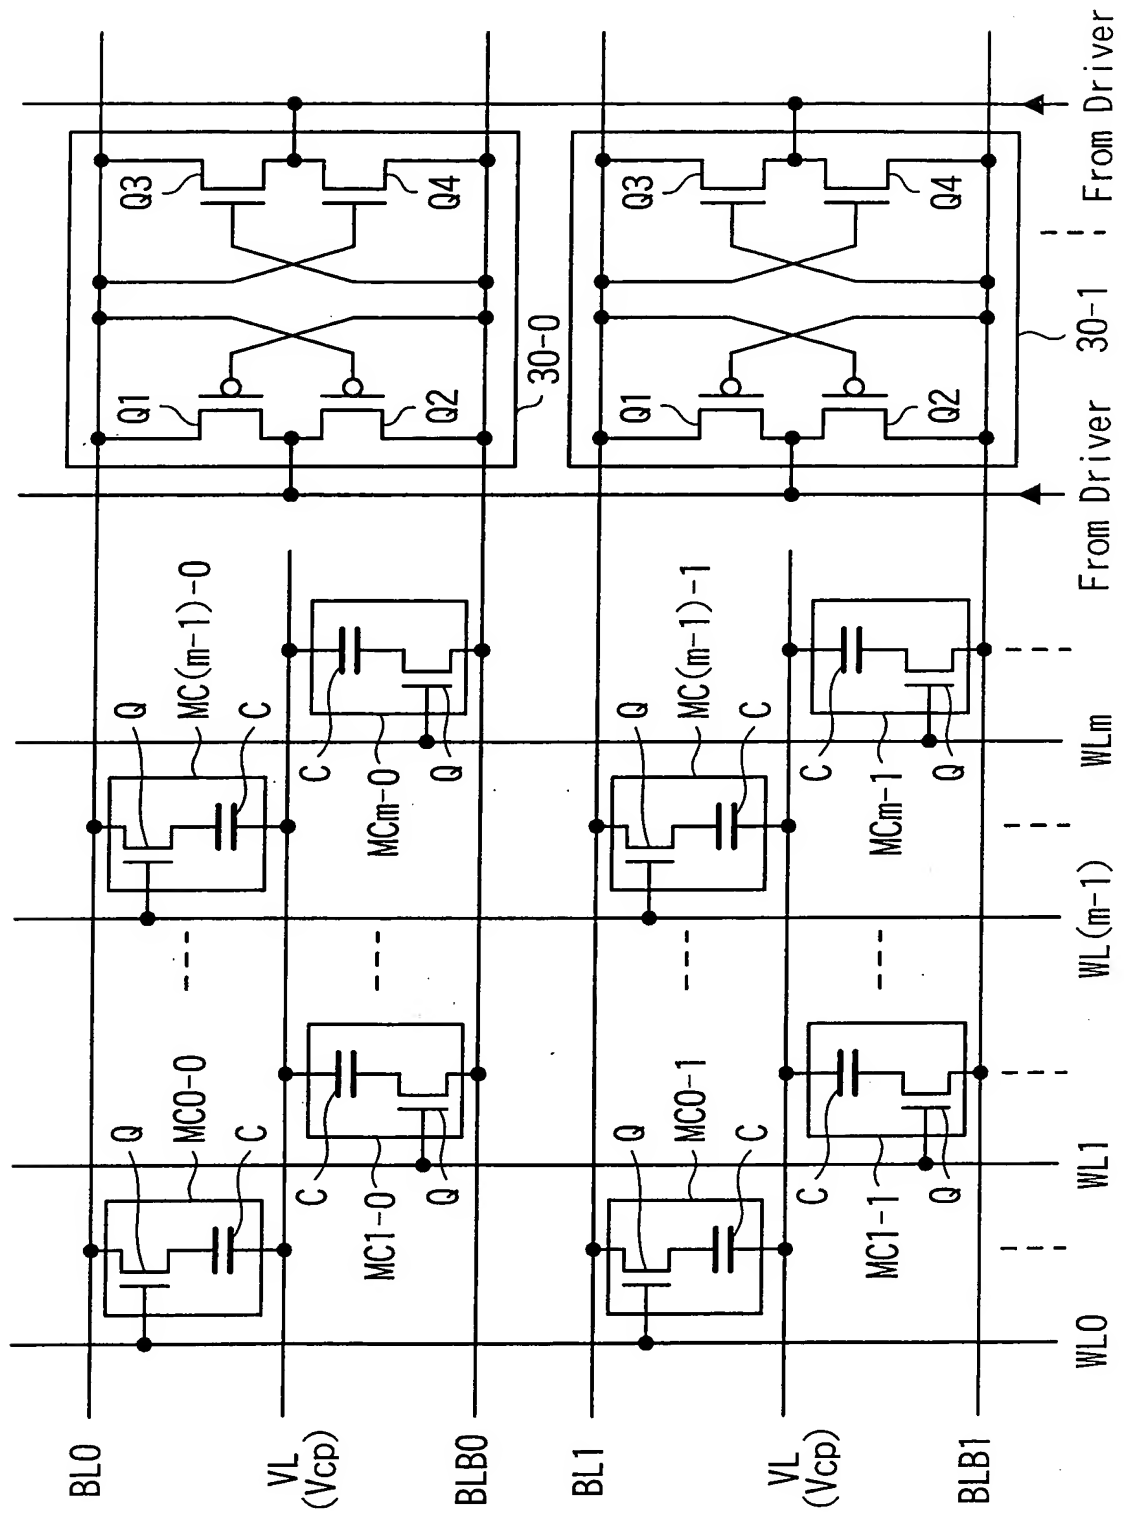 BL0
Q
Q
Q1
Q3
MC0-0
MC(m-1)-0
C
C
VL
(Vcp)
C
C
MC1-0
MCm-0
Q
Q
Q2
Q4
BLB0
30-0
BL1
Q
Q
Q1
Q3
MC0-1
MC(m-1)-1
C
C
VL
(Vcp)
C
C
MC1-1
MCm-1
Q
Q
Q2
Q4
BLB1
WL0
WL1
WL(m-1)
WLm
From Driver
30-1
From Driver